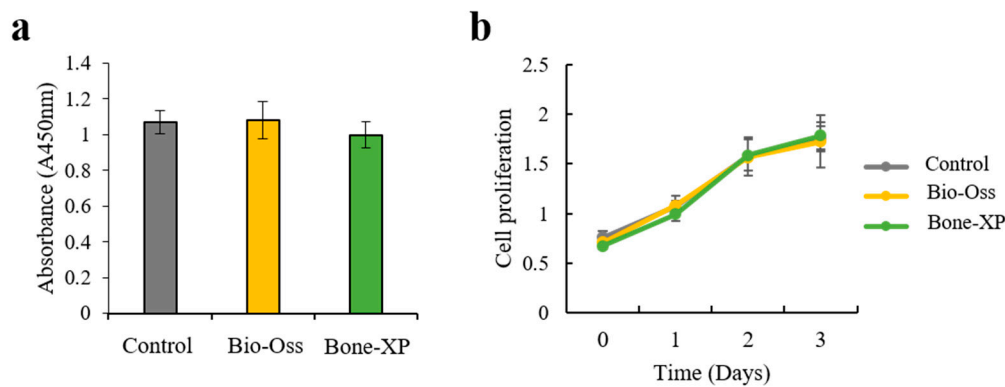 a
Absorbance (A450nm)
1.4
1.2
1
0.8
0.6
0.4
0.2
0
Control Bio-Oss Bone-XP
b
Cell proliferation
2.5
2
1.5
1
0.5
0
0 1 2 3
Time (Days)
Control
Bio-Oss
Bone-XP